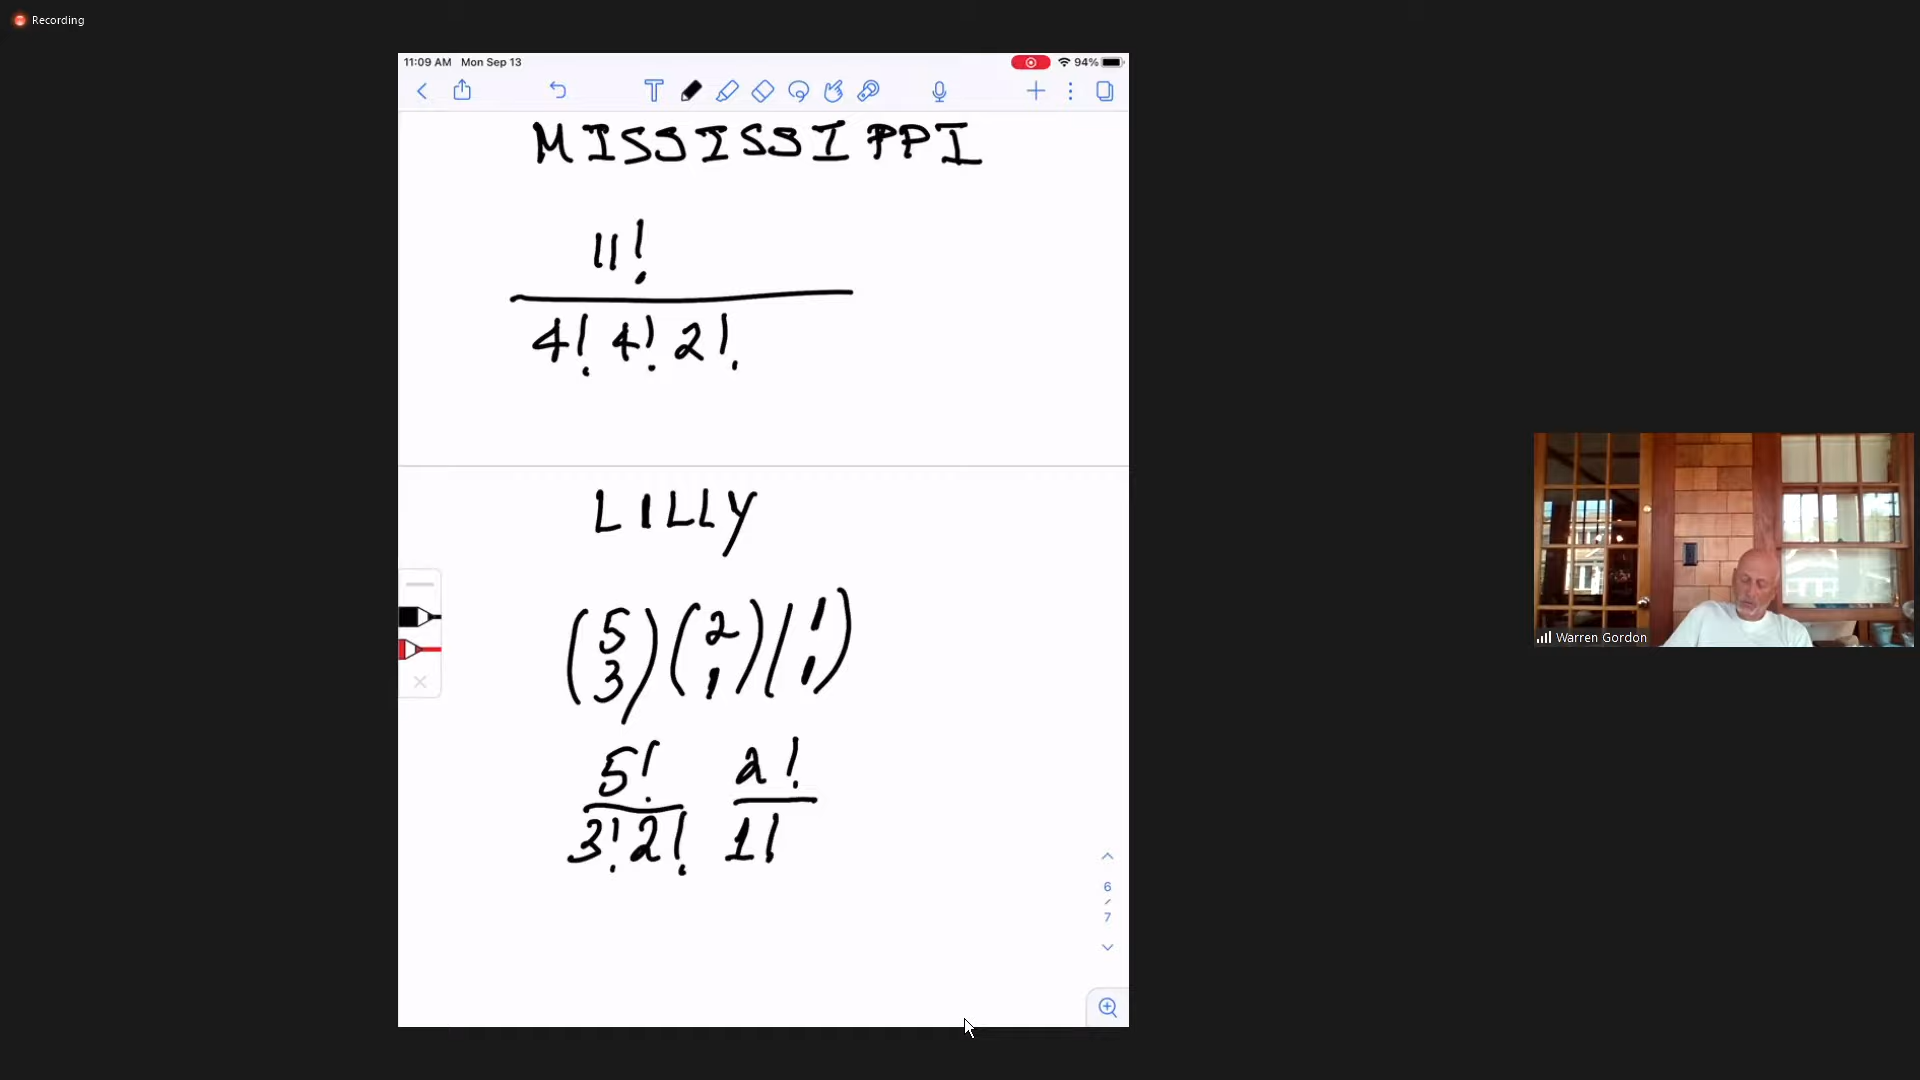 Recording
11:09 AM Mon Sep 13 94%
MISSISSIPPI
11!
4! 4! 2!
LILLY
(5 3)(2 1)(1 1)
5! 2!
3! 2! 1!
6
/
7
Warren Gordon